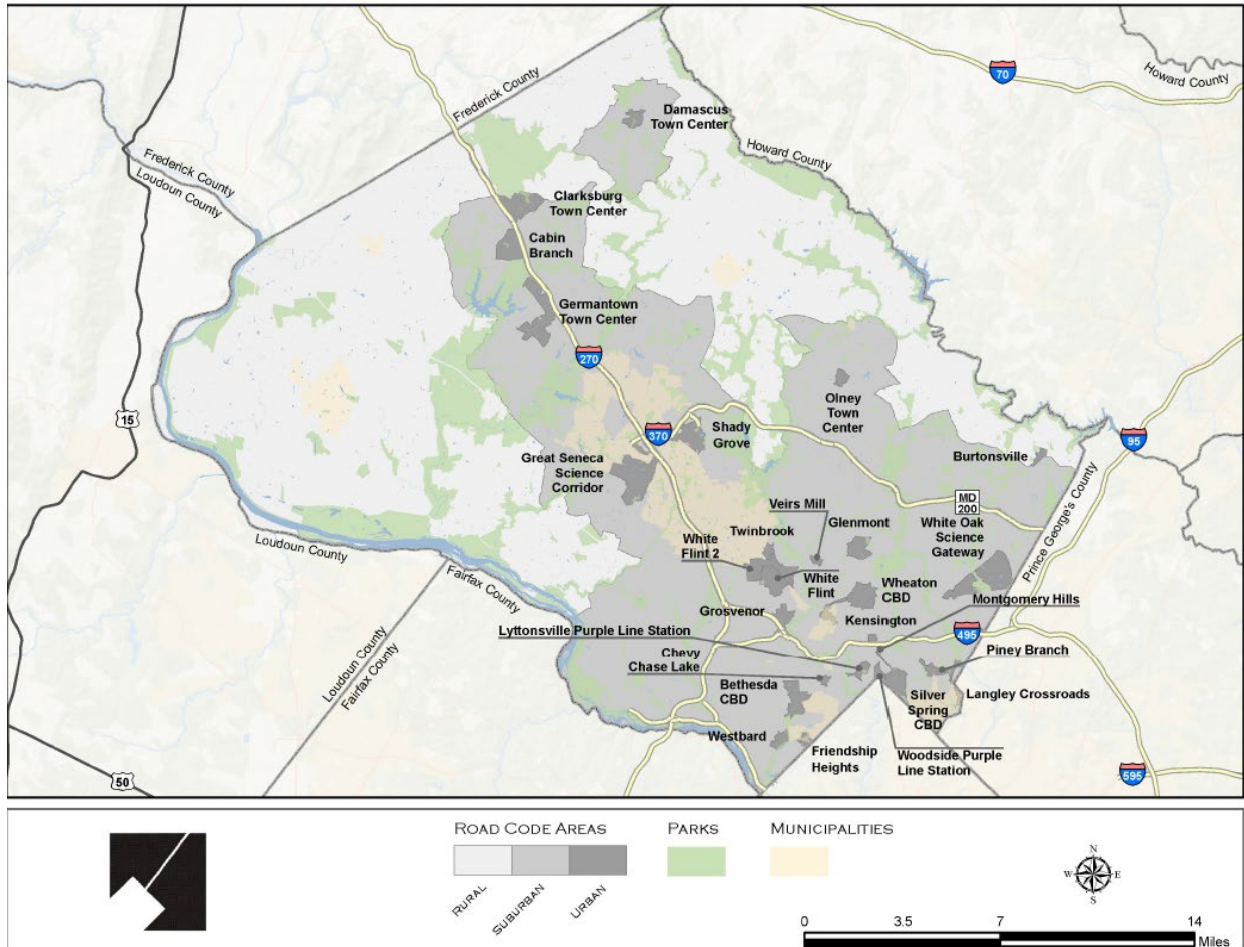 Frederick County
70
Howard County
Damascus
Town Center
Howard County
Frederick County
Loudoun County
Clarksburg
Town Center
Cabin
Branch
Germantown
Town Center
270
15
Olney
Town
Center
370
Shady
Grove
95
Burtonsville
Great Seneca
Science
Corridor
Prince George's County
MD
200
Veirs Mill
Glenmont
White Oak
Science
Gateway
Twinbrook
White
Flint 2
White
Flint
Wheaton
CBD
Montgomery Hills
Loudoun County
Fairfax County
Grosvenor
Kensington
Lyttonsville Purple Line Station
495
Chevy
Chase Lake
Piney Branch
Loudoun County
Fairfax County
Bethesda
CBD
Silver
Spring
CBD
Langley Crossroads
Westbard
Friendship
Heights
Woodside Purple
Line Station
50
595
ROAD CODE AREAS
PARKS
MUNICIPALITIES
RURAL
SUBURBAN
URBAN
N
W
E
S
0
3.5
7
14
Miles